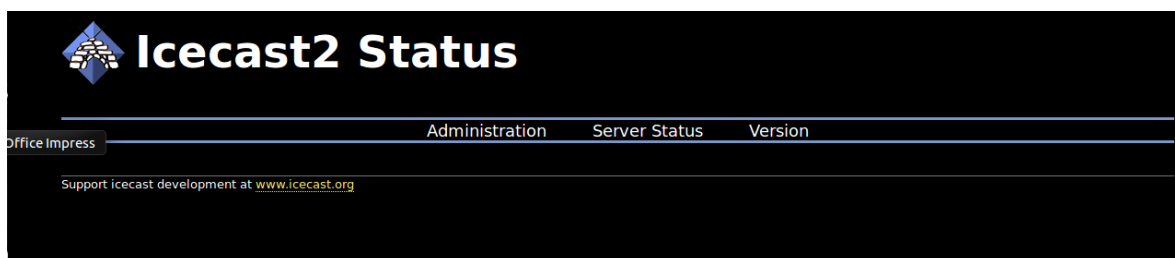 Icecast2 Status
Administration Server Status Version
Office Impress
Support icecast development at www.icecast.org